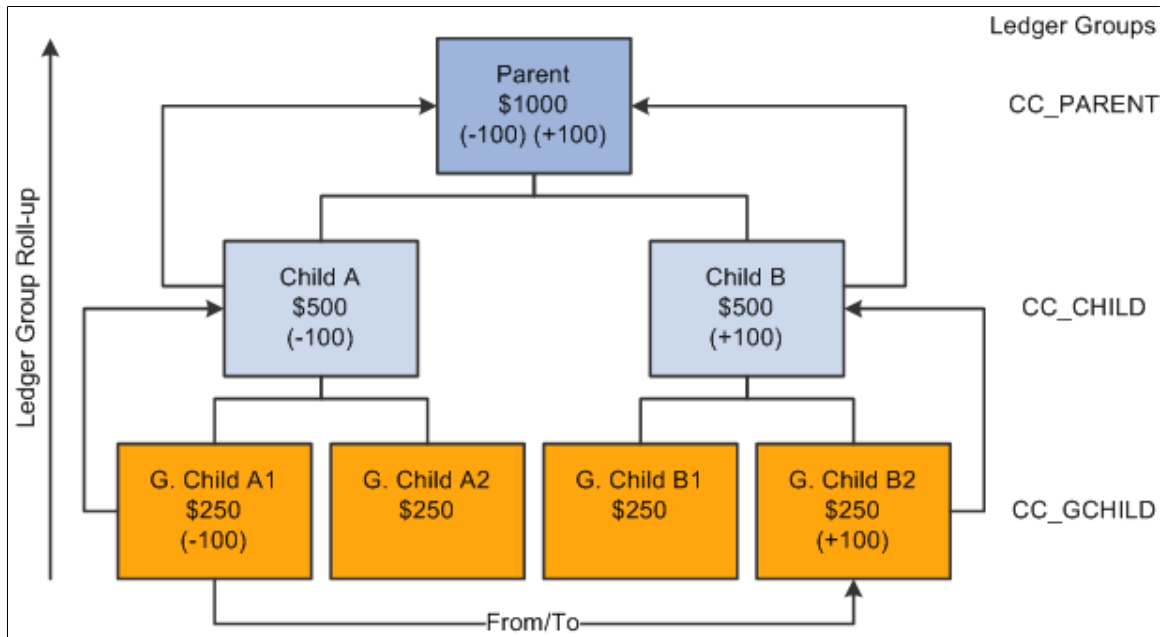 Ledger Groups
Parent
$1000
(-100) (+100)
CC_PARENT
Ledger Group Roll-up
Child A
$500
(-100)
Child B
$500
(+100)
CC_CHILD
G. Child A1
$250
(-100)
G. Child A2
$250
G. Child B1
$250
G. Child B2
$250
(+100)
CC_GCHILD
From/To